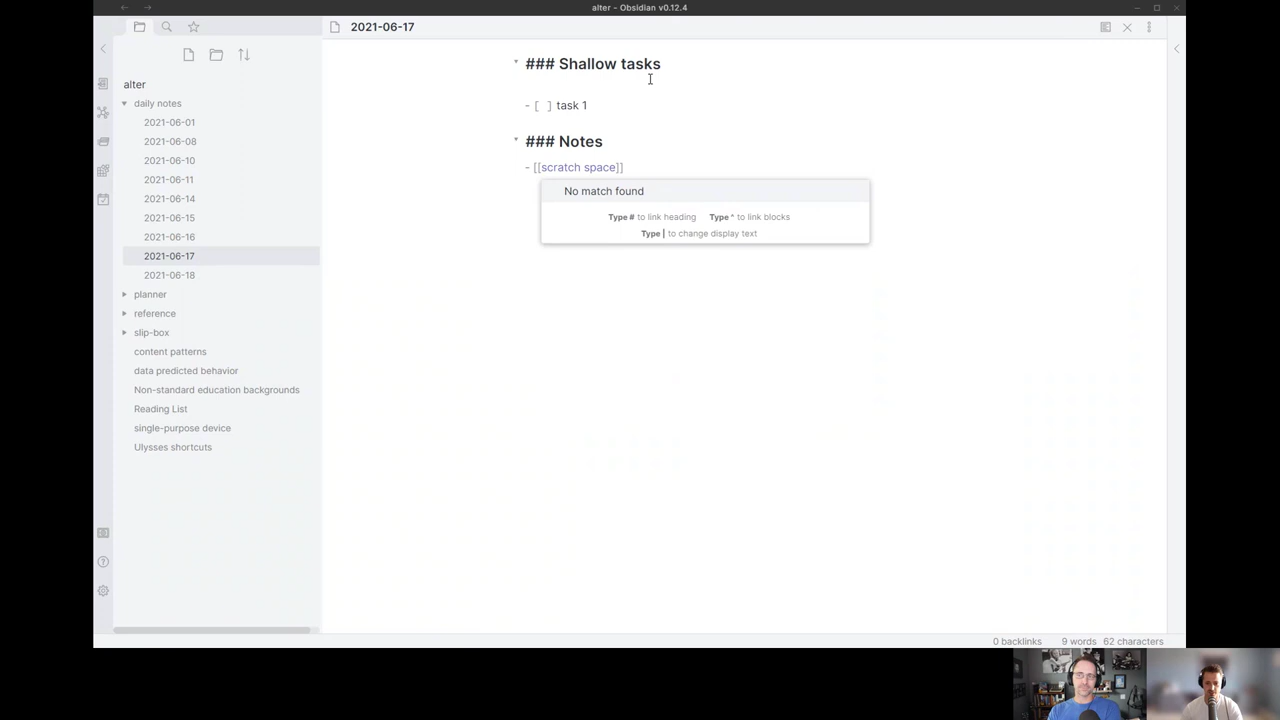 alter - Obsidian v0.12.4
2021-06-17
alter
daily notes
2021-06-01
2021-06-08
2021-06-10
2021-06-11
2021-06-14
2021-06-15
2021-06-16
2021-06-17
2021-06-18
planner
reference
slip-box
content patterns
data predicted behavior
Non-standard education backgrounds
Reading List
single-purpose device
Ulysses shortcuts
### Shallow tasks
- [ ] task 1
### Notes
- [[scratch space]]
No match found
Type # to link heading Type ^ to link blocks
Type | to change display text
0 backlinks 9 words 62 characters